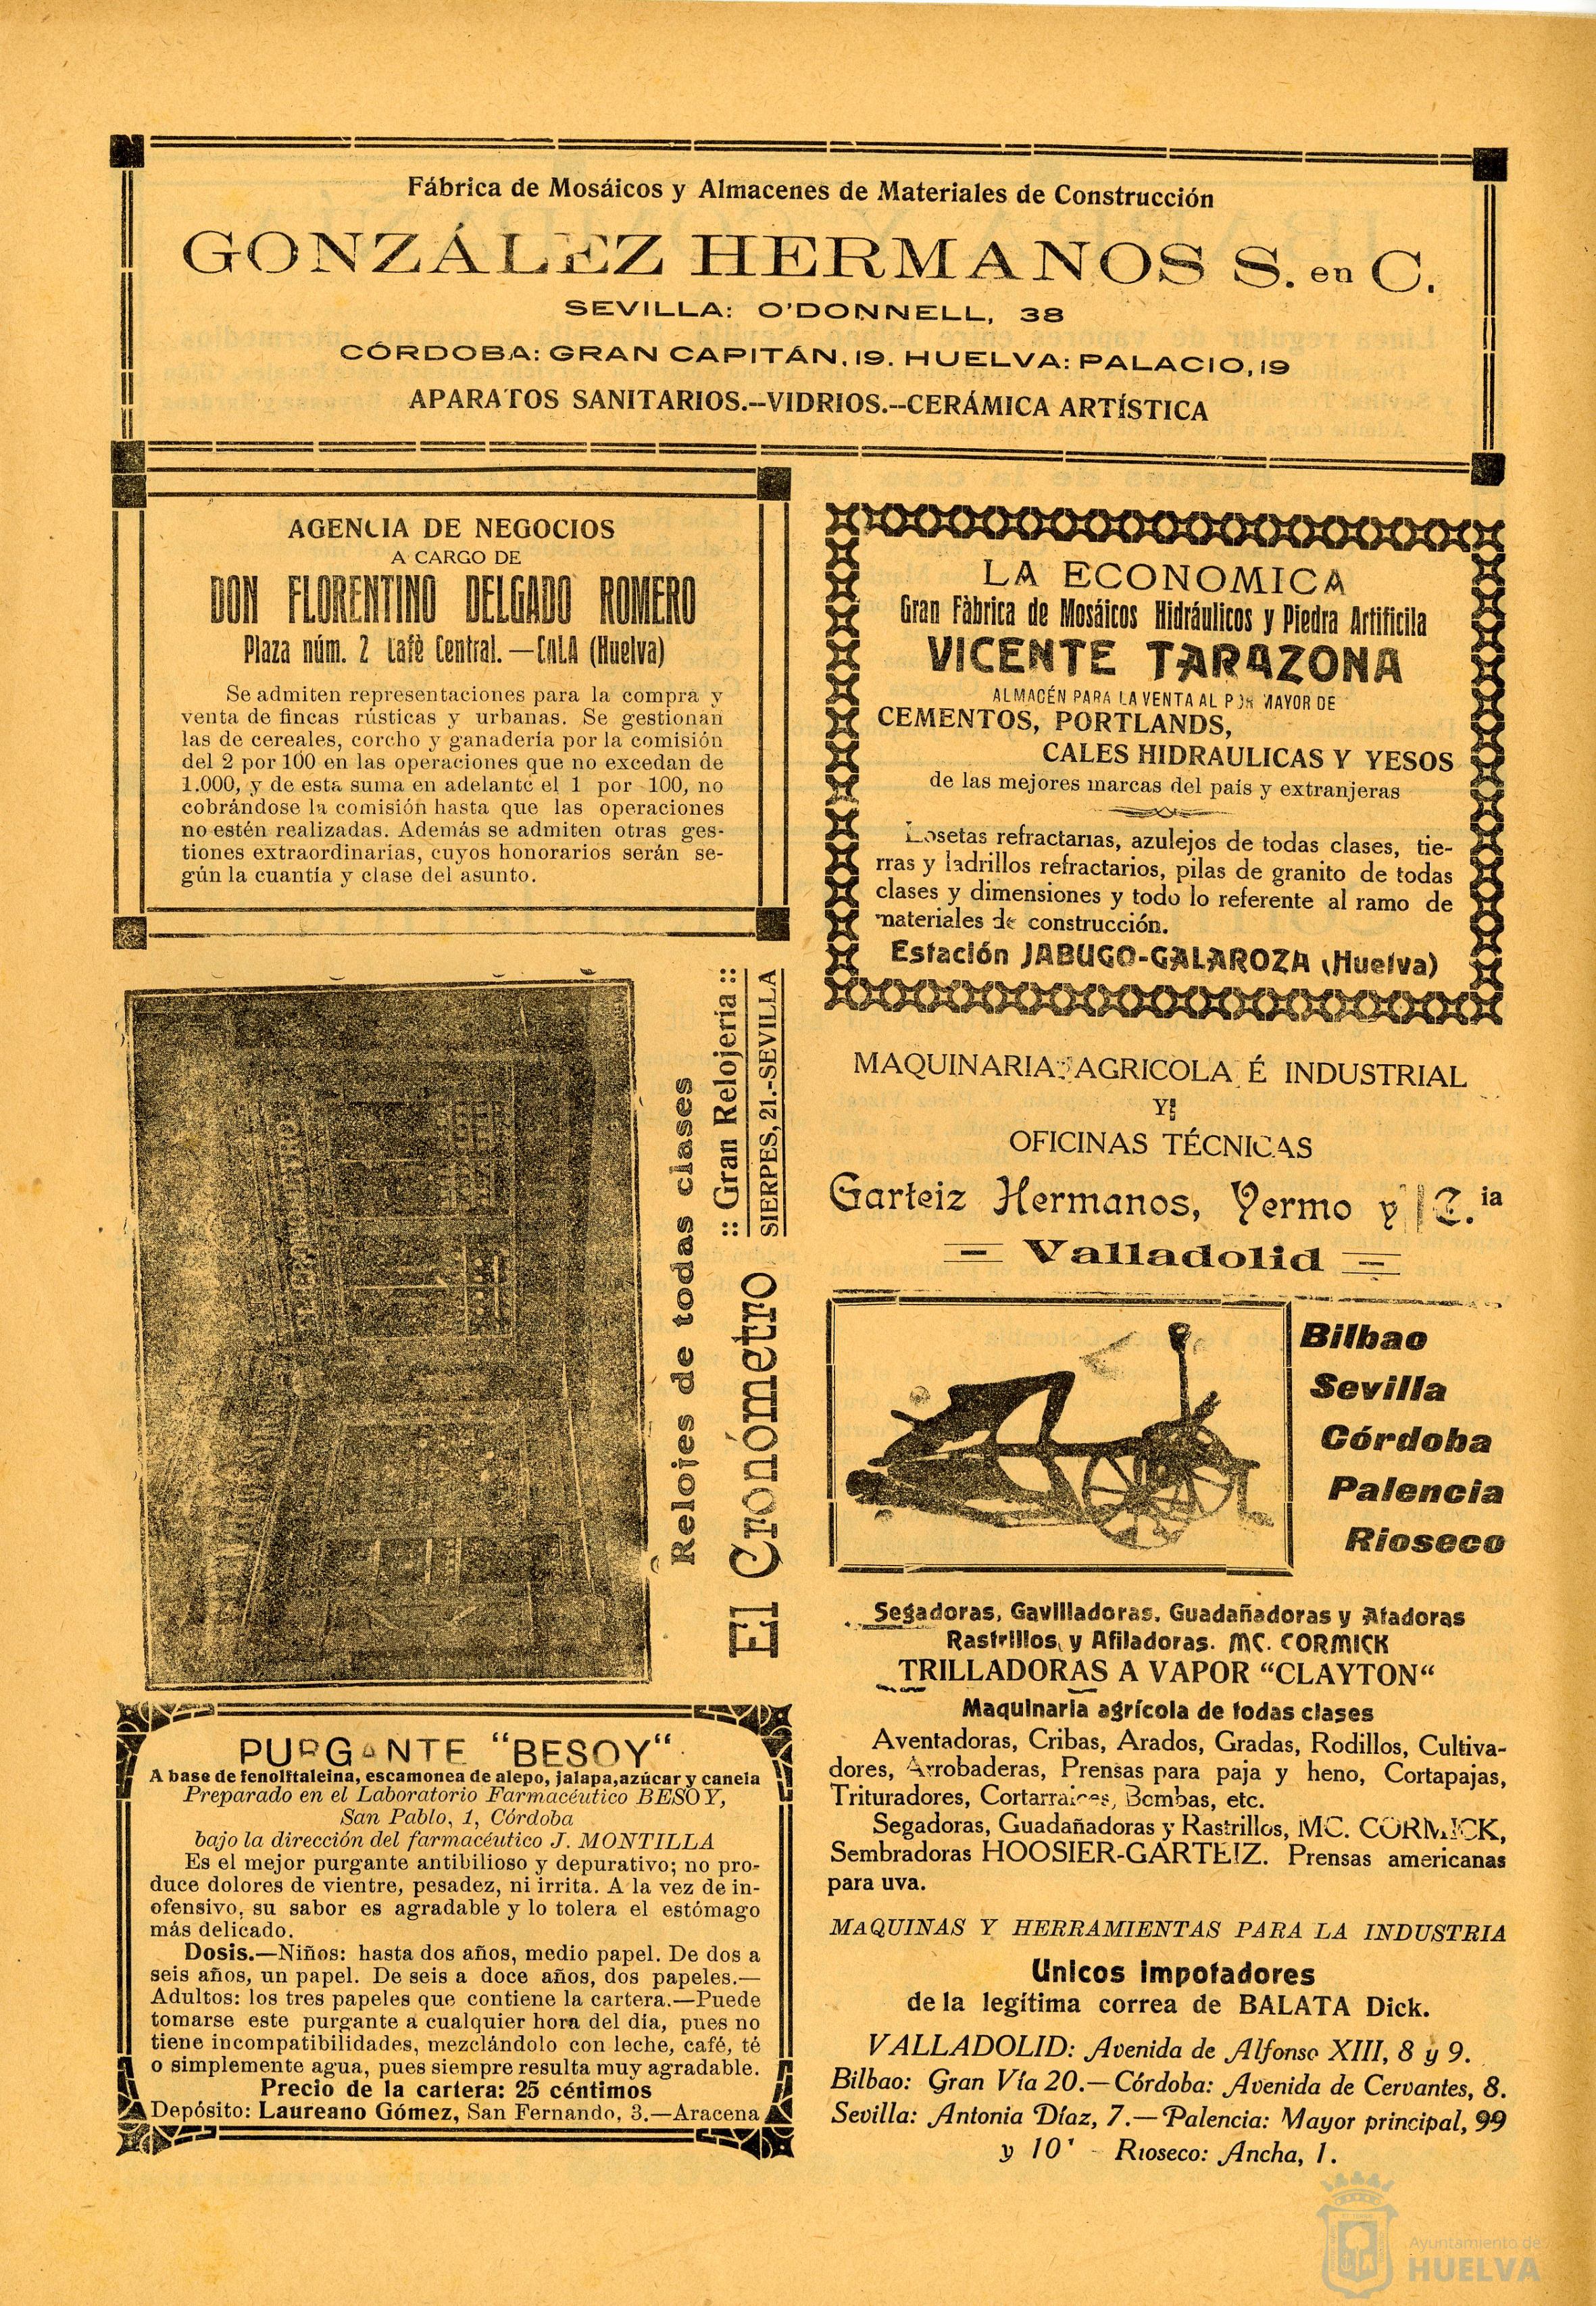 Fábrica de Mosáicos y Almacenes de Materiales de Construcción
GONZÁLEZ HERMANOS S. en C.
SEVILLA: O'DONNELL, 38
CÓRDOBA: GRAN CAPITÁN, 19. HUELVA: PALACIO, 19
APARATOS SANITARIOS.--VIDRIOS.--CERÁMICA ARTÍSTICA
AGENCIA DE NEGOCIOS
A CARGO DE
DON FLORENTINO DELGADO ROMERO
Plaza núm. 2 Cafè Central.—CALA (Huelva)
Se admiten representaciones para la compra y
venta de fincas rústicas y urbanas. Se gestionan
las de cereales, corcho y ganadería por la comisión
del 2 por 100 en las operaciones que no excedan de
1.000, y de esta suma en adelante el 1 por 100, no
cobrándose la comisión hasta que las operaciones
no estén realizadas. Además se admiten otras ges-
tiones extraordinarias, cuyos honorarios serán se-
gún la cuantía y clase del asunto.
LA ECONOMICA
Gran Fàbrica de Mosáicos Hidráulicos y Piedra Artificila
VICENTE TARAZONA
ALMACÉN PARA LA VENTA AL POR MAYOR DE
CEMENTOS, PORTLANDS,
CALES HIDRAULICAS Y YESOS
de las mejores marcas del país y extranjeras
Losetas refractarias, azulejos de todas clases, tie-
rras y ladrillos refractarios, pilas de granito de todas
clases y dimensiones y todo lo referente al ramo de
materiales de construcción.
Estación JABUGO-GALAROZA (Huelva)
Relojes de todas clases
:: Gran Relojeria ::
SIERPES, 21.-SEVILLA
El Cronómetro
PURGANTE "BESOY"
A base de fenolftaleina, escamonea de alepo, jalapa, azúcar y canela
Preparado en el Laboratorio Farmacéutico BESOY,
San Pablo, 1, Córdoba
bajo la dirección del farmacéutico J. MONTILLA
Es el mejor purgante antibilioso y depurativo; no pro-
duce dolores de vientre, pesadez, ni irrita. A la vez de in-
ofensivo, su sabor es agradable y lo tolera el estómago
más delicado.
Dosis.—Niños: hasta dos años, medio papel. De dos a
seis años, un papel. De seis a doce años, dos papeles.—
Adultos: los tres papeles que contiene la cartera.—Puede
tomarse este purgante a cualquier hora del día, pues no
tiene incompatibilidades, mezclándolo con leche, café, té
o simplemente agua, pues siempre resulta muy agradable.
Precio de la cartera: 25 céntimos
Depósito: Laureano Gómez, San Fernando, 3.—Aracena
MAQUINARIA AGRICOLA É INDUSTRIAL
Y
OFICINAS TÉCNICAS
Garteiz Hermanos, Yermo y C.ia
Valladolid
Bilbao
Sevilla
Córdoba
Palencia
Rioseco
Segadoras, Gavilladoras, Guadañadoras y Atadoras
Rastrillos y Afiladoras. MC. CORMICK
TRILLADORAS A VAPOR "CLAYTON"
Maquinaria agrícola de todas clases
Aventadoras, Cribas, Arados, Gradas, Rodillos, Cultiva-
dores, Arrobaderas, Prensas para paja y heno, Cortapajas,
Trituradores, Cortarraices, Bombas, etc.
Segadoras, Guadañadoras y Rastrillos, MC. CORMICK,
Sembradoras HOOSIER-GARTEIZ. Prensas americanas
para uva.
MAQUINAS Y HERRAMIENTAS PARA LA INDUSTRIA
Unicos impotadores
de la legítima correa de BALATA Dick.
VALLADOLID: Avenida de Alfonso XIII, 8 y 9.
Bilbao: Gran Vía 20.—Córdoba: Avenida de Cervantes, 8.
Sevilla: Antonia Díaz, 7.—Palencia: Mayor principal, 99
y Rioseco: Ancha, 1.
Ayuntamiento de
HUELVA